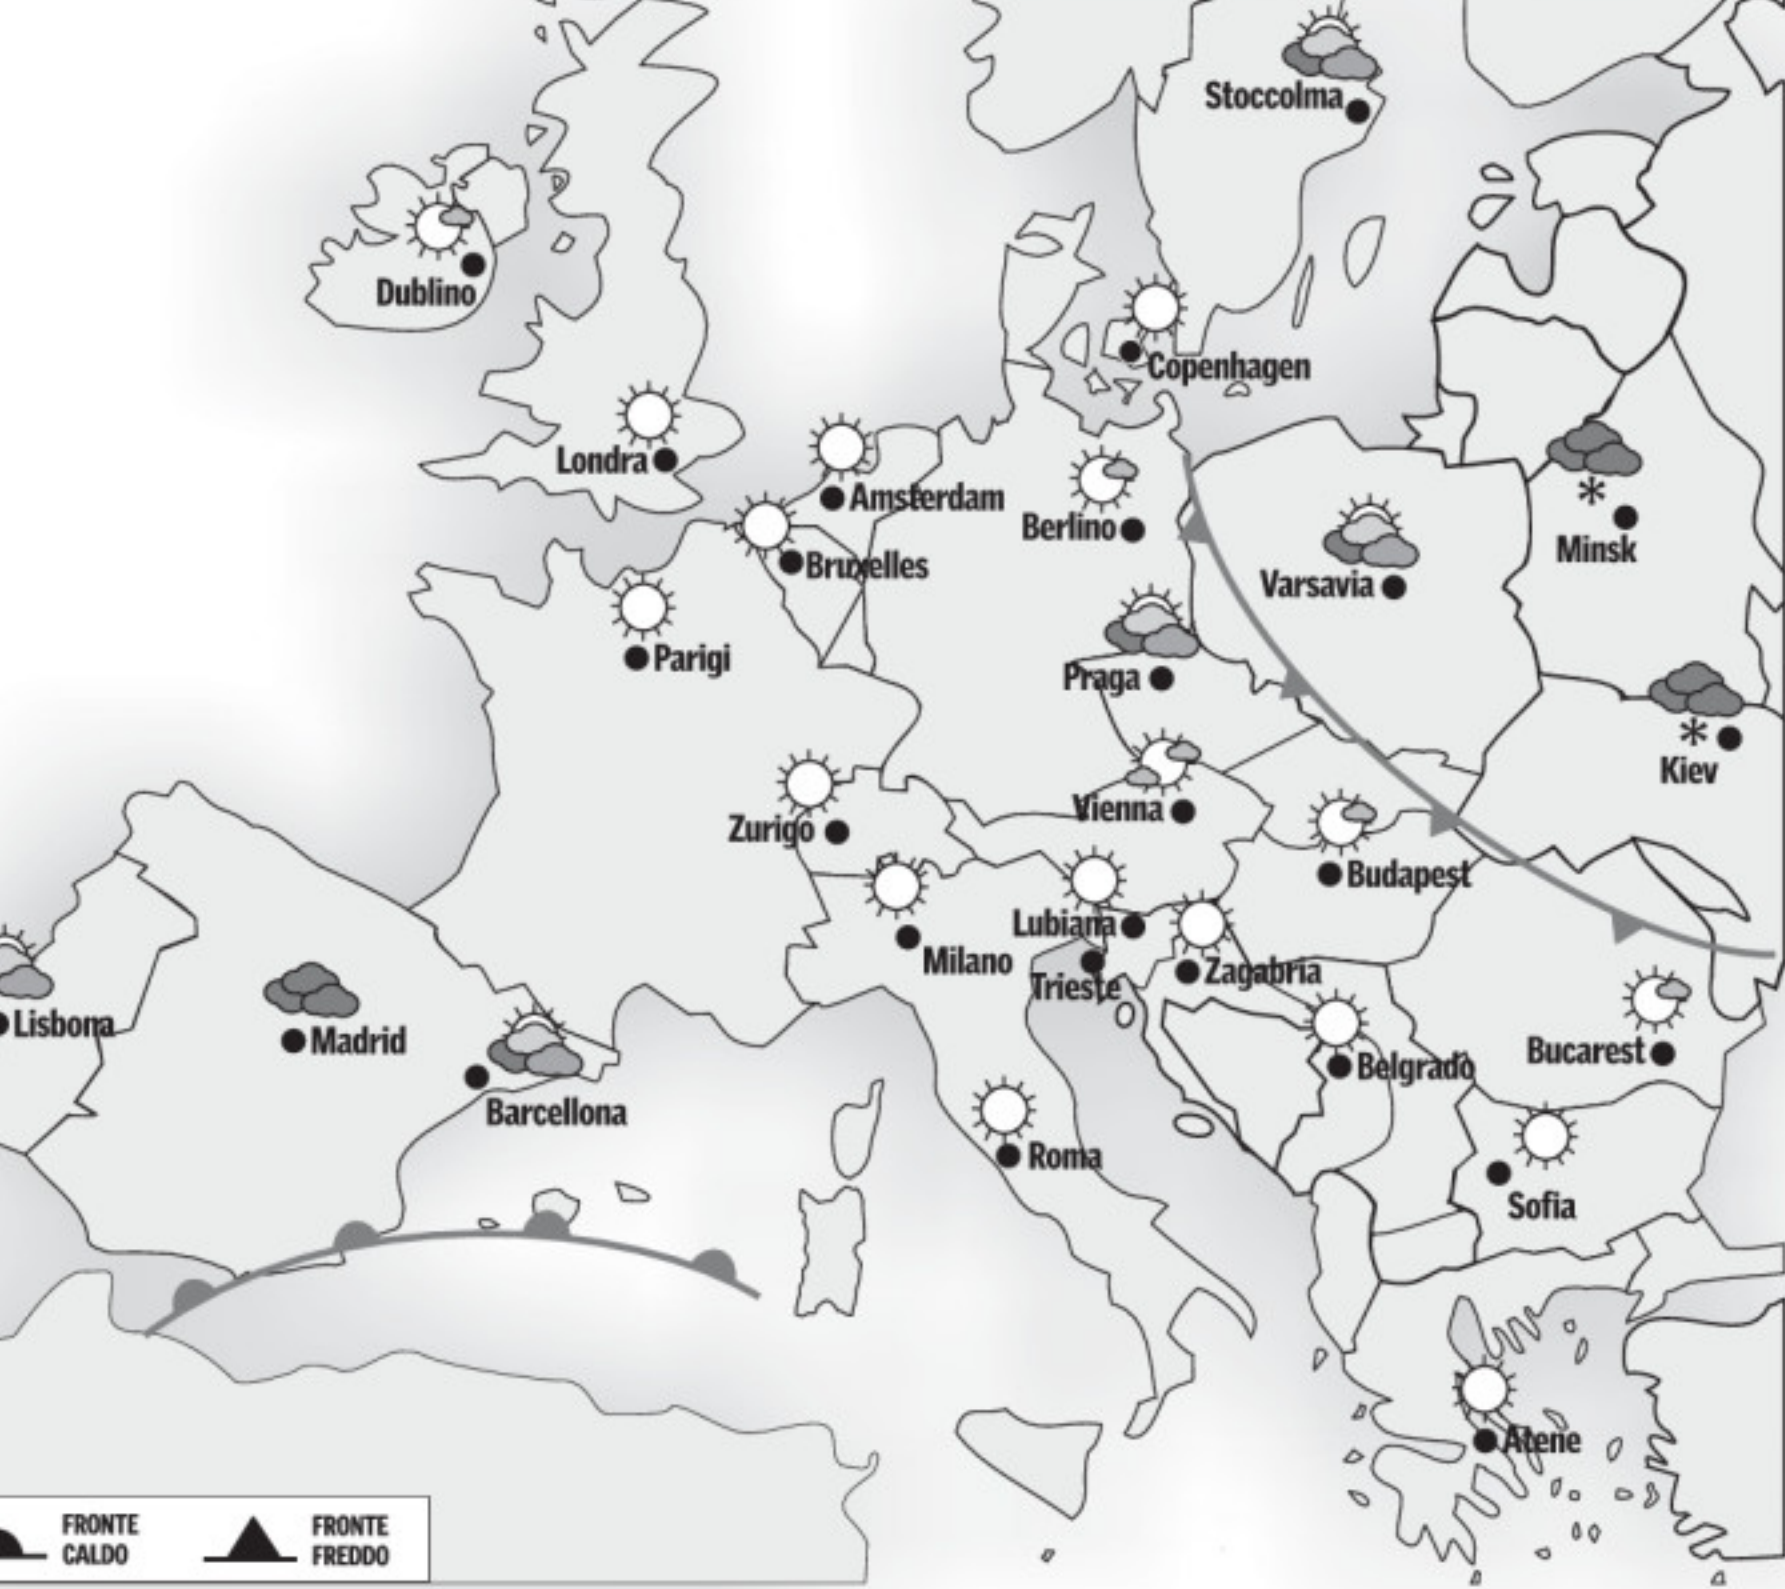 Stoccolma
Dublino
Copenhagen
Londra
Amsterdam
Berlino
Minsk
Bruxelles
Varsavia
Parigi
Praga
Kiev
Vienna
Zurigo
Budapest
Lubiana
Milano
Zagabria
Trieste
Lisbona
Madrid
Bucarest
Belgrado
Barcellona
Roma
Sofia
Atene
FRONTE
CALDO
FRONTE
FREDDO